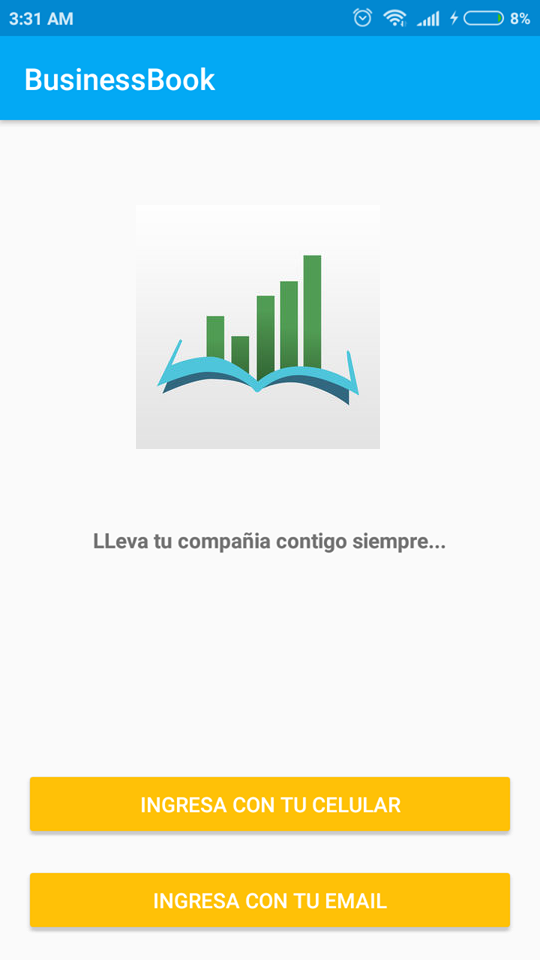 3:31 AM 8%
BusinessBook
LLeva tu compañia contigo siempre...
INGRESA CON TU CELULAR
INGRESA CON TU EMAIL